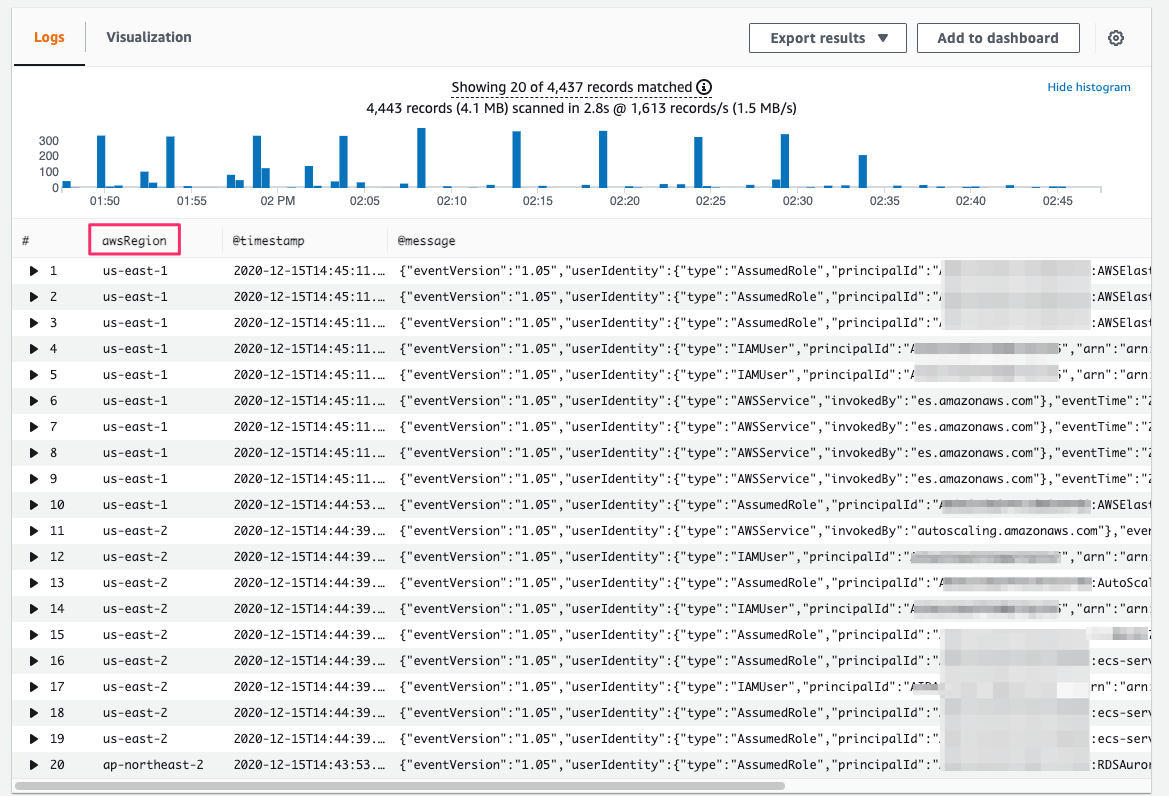 Logs Visualization Export results Add to dashboard
Showing 20 of 4,437 records matched
Hide histogram
4,443 records (4.1 MB) scanned in 2.8s @ 1,613 records/s (1.5 MB/s)
300
200
100
0
01:50 01:55 02 PM 02:05 02:10 02:15 02:20 02:25 02:30 02:35 02:40 02:45
# awsRegion @timestamp @message
1 us-east-1 2020-12-15T14:45:11.… {"eventVersion":"1.05","userIdentity":{"type":"AssumedRole","principalId":" :AWSElast
2 us-east-1 2020-12-15T14:45:11.… {"eventVersion":"1.05","userIdentity":{"type":"AssumedRole","principalId":" :AWSElast
3 us-east-1 2020-12-15T14:45:11.… {"eventVersion":"1.05","userIdentity":{"type":"AssumedRole","principalId":" :AWSElast
4 us-east-1 2020-12-15T14:45:11.… {"eventVersion":"1.05","userIdentity":{"type":"IAMUser","principalId":"A ","arn":"arn:
5 us-east-1 2020-12-15T14:45:11.… {"eventVersion":"1.05","userIdentity":{"type":"IAMUser","principalId":"A ","arn":"arn:
6 us-east-1 2020-12-15T14:45:11.… {"eventVersion":"1.05","userIdentity":{"type":"AWSService","invokedBy":"es.amazonaws.com"},"eventTime":"2
7 us-east-1 2020-12-15T14:45:11.… {"eventVersion":"1.05","userIdentity":{"type":"AWSService","invokedBy":"es.amazonaws.com"},"eventTime":"2
8 us-east-1 2020-12-15T14:45:11.… {"eventVersion":"1.05","userIdentity":{"type":"AWSService","invokedBy":"es.amazonaws.com"},"eventTime":"2
9 us-east-1 2020-12-15T14:45:11.… {"eventVersion":"1.05","userIdentity":{"type":"AWSService","invokedBy":"es.amazonaws.com"},"eventTime":"2
10 us-east-1 2020-12-15T14:44:53.… {"eventVersion":"1.05","userIdentity":{"type":"AssumedRole","principalId":"A :AWSElast
11 us-east-2 2020-12-15T14:44:39.… {"eventVersion":"1.05","userIdentity":{"type":"AWSService","invokedBy":"autoscaling.amazonaws.com"},"even
12 us-east-2 2020-12-15T14:44:39.… {"eventVersion":"1.05","userIdentity":{"type":"IAMUser","principalId":"A ","arn":"arn:
13 us-east-2 2020-12-15T14:44:39.… {"eventVersion":"1.05","userIdentity":{"type":"AssumedRole","principalId":"A :AutoScal
14 us-east-2 2020-12-15T14:44:39.… {"eventVersion":"1.05","userIdentity":{"type":"IAMUser","principalId":"A ","arn":"arn:
15 us-east-2 2020-12-15T14:44:39.… {"eventVersion":"1.05","userIdentity":{"type":"AssumedRole","principalId":"
16 us-east-2 2020-12-15T14:44:39.… {"eventVersion":"1.05","userIdentity":{"type":"AssumedRole","principalId":" :ecs-serv
17 us-east-2 2020-12-15T14:44:39.… {"eventVersion":"1.05","userIdentity":{"type":"IAMUser","principalId":" rn":"arn:
18 us-east-2 2020-12-15T14:44:39.… {"eventVersion":"1.05","userIdentity":{"type":"AssumedRole","principalId":" :ecs-serv
19 us-east-2 2020-12-15T14:44:39.… {"eventVersion":"1.05","userIdentity":{"type":"AssumedRole","principalId":" :ecs-serv
20 ap-northeast-2 2020-12-15T14:43:53.… {"eventVersion":"1.05","userIdentity":{"type":"AssumedRole","principalId":" :RDSAuror